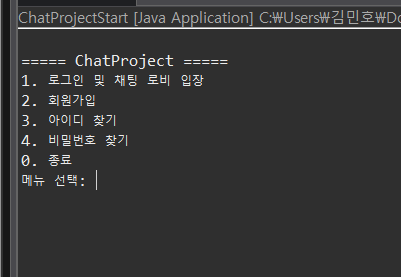 ChatProjectStart [Java Application] C:₩Users₩김민호₩Do
===== ChatProject =====
1. 로그인 및 채팅 로비 입장
2. 회원가입
3. 아이디 찾기
4. 비밀번호 찾기
0. 종료
메뉴 선택: